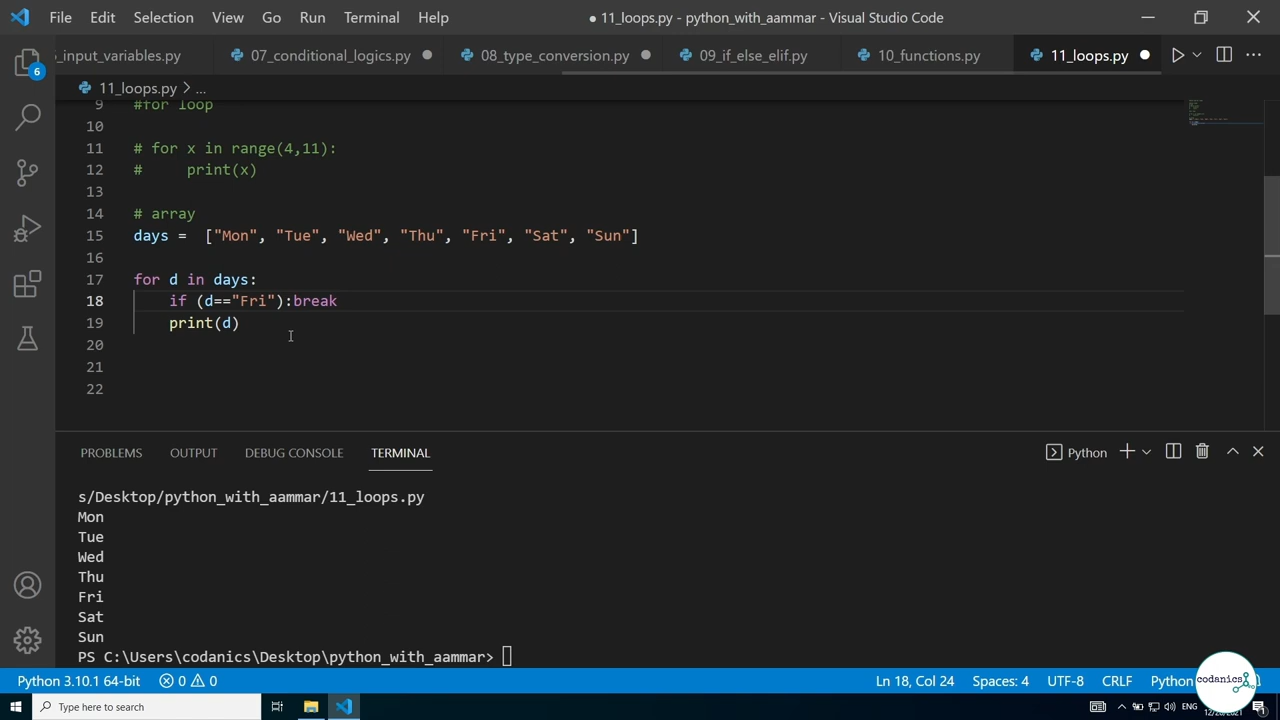 File Edit Selection View Go Run Terminal Help ● 11_loops.py - python_with_aammar - Visual Studio Code
_input_variables.py 07_conditional_logics.py 08_type_conversion.py 09_if_else_elif.py 10_functions.py 11_loops.py
11_loops.py > ...
6
9 #for loop
10
11 # for x in range(4,11):
12 #     print(x)
13
14 # array
15 days =  ["Mon", "Tue", "Wed", "Thu", "Fri", "Sat", "Sun"]
16
17 for d in days:
18     if (d=="Fri"):break
19     print(d)
20
21
22
PROBLEMS OUTPUT DEBUG CONSOLE TERMINAL Python
s/Desktop/python_with_aammar/11_loops.py
Mon
Tue
Wed
Thu
Fri
Sat
Sun
PS C:\Users\codanics\Desktop\python_with_aammar>
Python 3.10.1 64-bit 0 0 Ln 18, Col 24 Spaces: 4 UTF-8 CRLF Python
codanics
Type here to search ENG 1